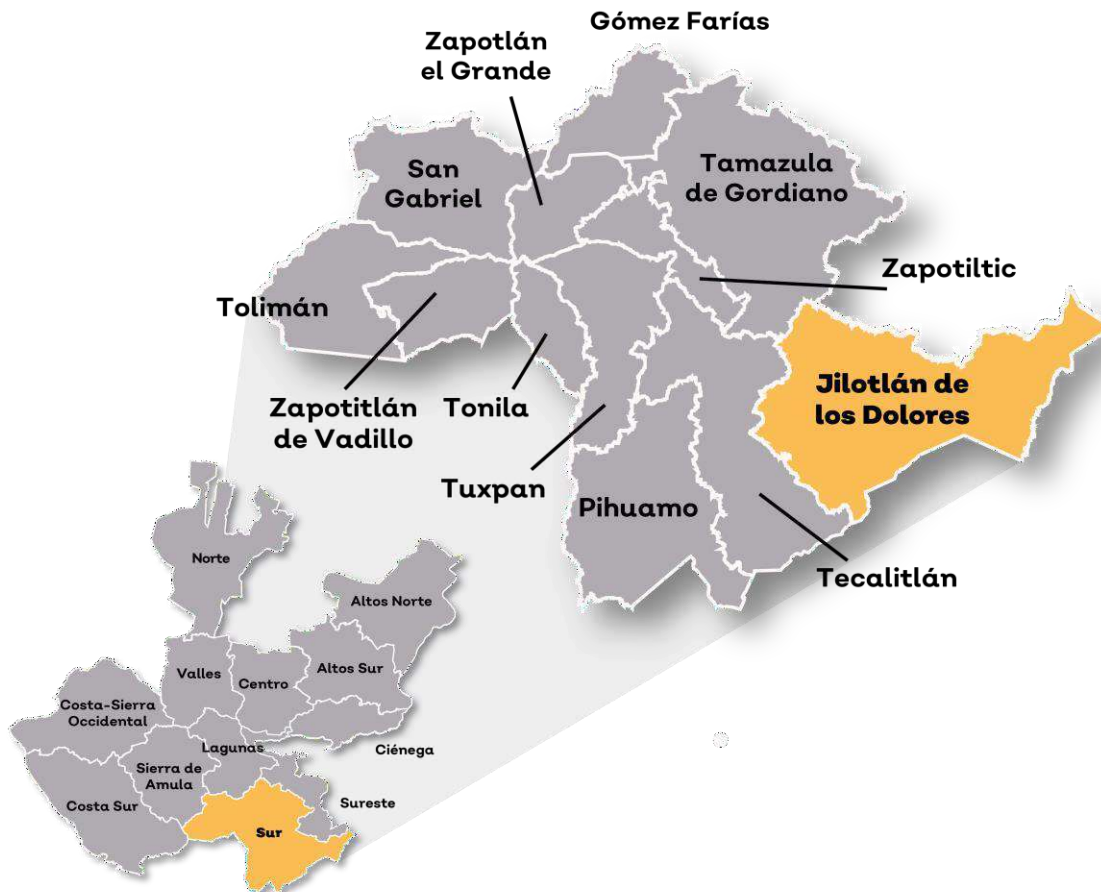 Gómez Farías
Zapotlán
el Grande
San
Gabriel
Tamazula
de Gordiano
Zapotiltic
Tolimán
Jilotlán de
los Dolores
Zapotitlán
de Vadillo
Tonila
Tuxpan
Pihuamo
Tecalitlán
Norte
Altos Norte
Valles
Centro
Altos Sur
Costa-Sierra
Occidental
Lagunas
Ciénega
Sierra de
Amula
Costa Sur
Sureste
Sur